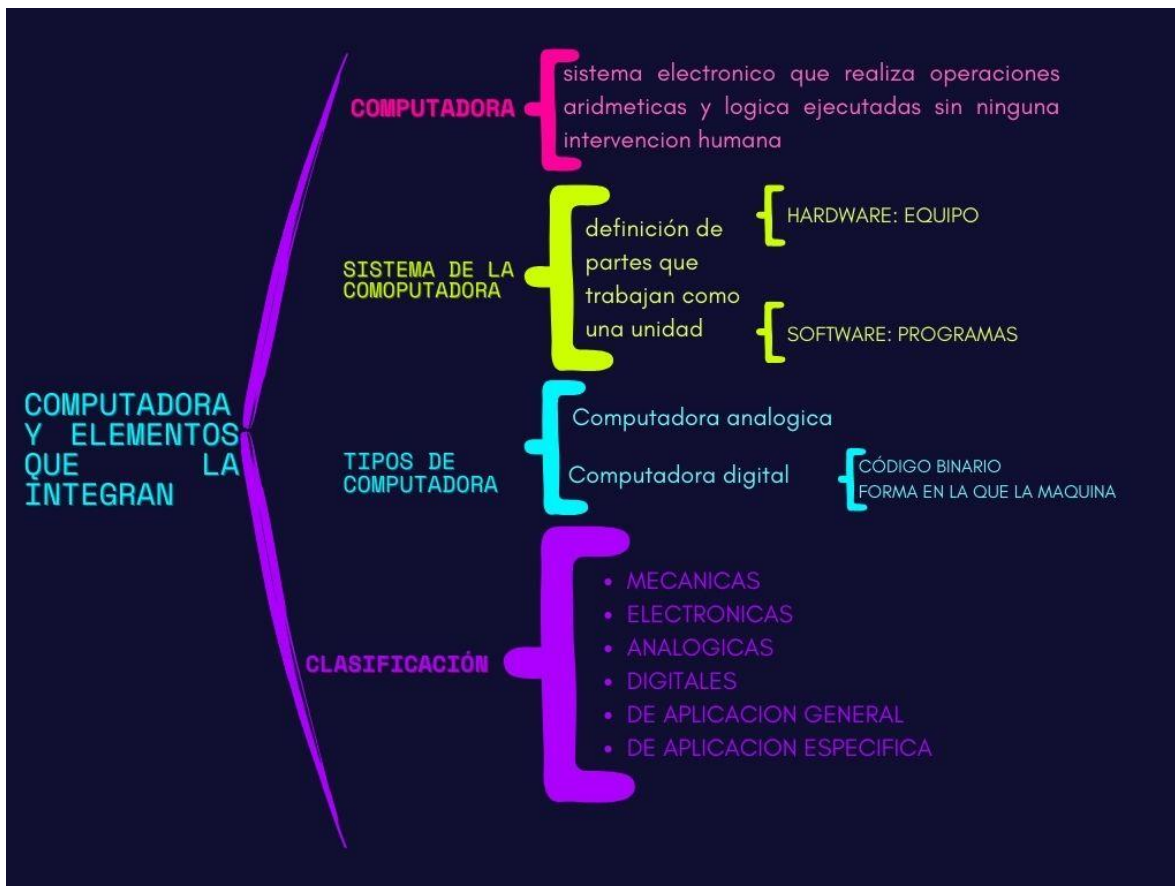 COMPUTADORA
Y ELEMENTOS
QUE LA
INTEGRAN
COMPUTADORA
sistema electronico que realiza operaciones
aridmeticas y logica ejecutadas sin ninguna
intervencion humana
SISTEMA DE LA
COMOPUTADORA
definición de
partes que
trabajan como
una unidad
HARDWARE: EQUIPO
SOFTWARE: PROGRAMAS
TIPOS DE
COMPUTADORA
Computadora analogica
Computadora digital
CÓDIGO BINARIO
FORMA EN LA QUE LA MAQUINA
CLASIFICACIÓN
• MECANICAS
• ELECTRONICAS
• ANALOGICAS
• DIGITALES
• DE APLICACION GENERAL
• DE APLICACION ESPECIFICA